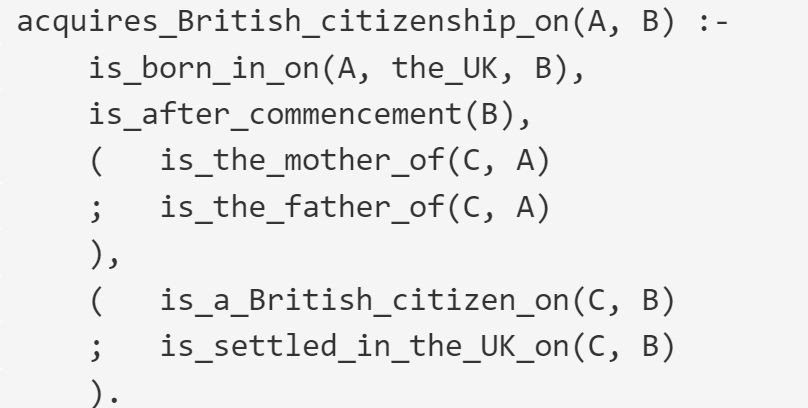 acquires_British_citizenship_on(A, B) :-
    is_born_in_on(A, the_UK, B),
    is_after_commencement(B),
    (   is_the_mother_of(C, A)
    ;   is_the_father_of(C, A)
    ),
    (   is_a_British_citizen_on(C, B)
    ;   is_settled_in_the_UK_on(C, B)
    ).